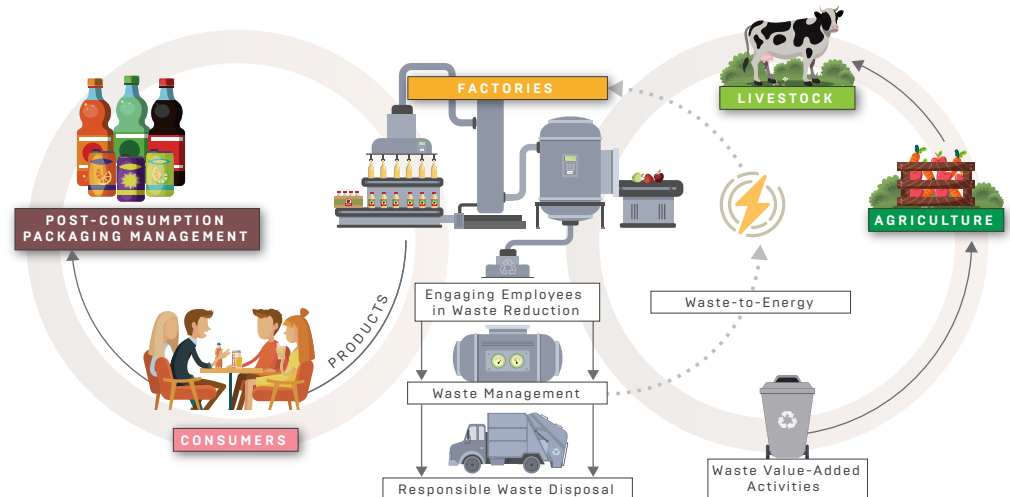 FACTORIES
LIVESTOCK
POST-CONSUMPTION
PACKAGING MANAGEMENT
AGRICULTURE
PRODUCTS
Engaging Employees
in Waste Reduction
Waste-to-Energy
Waste Management
CONSUMERS
Waste Value-Added
Activities
Responsible Waste Disposal